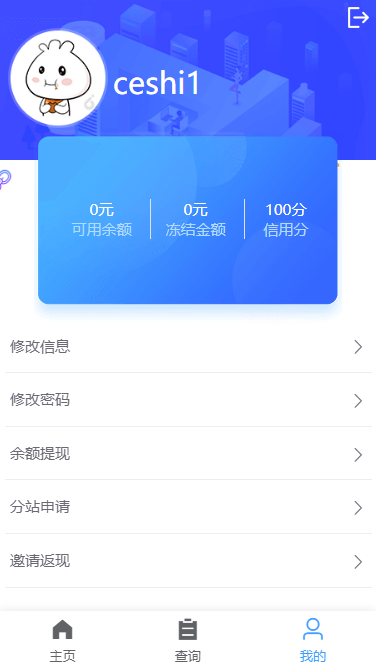 ceshi1
0元
0元
100分
可用余额
冻结金额
信用分
修改信息
修改密码
余额提现
分站申请
邀请返现
主页
查询
我的